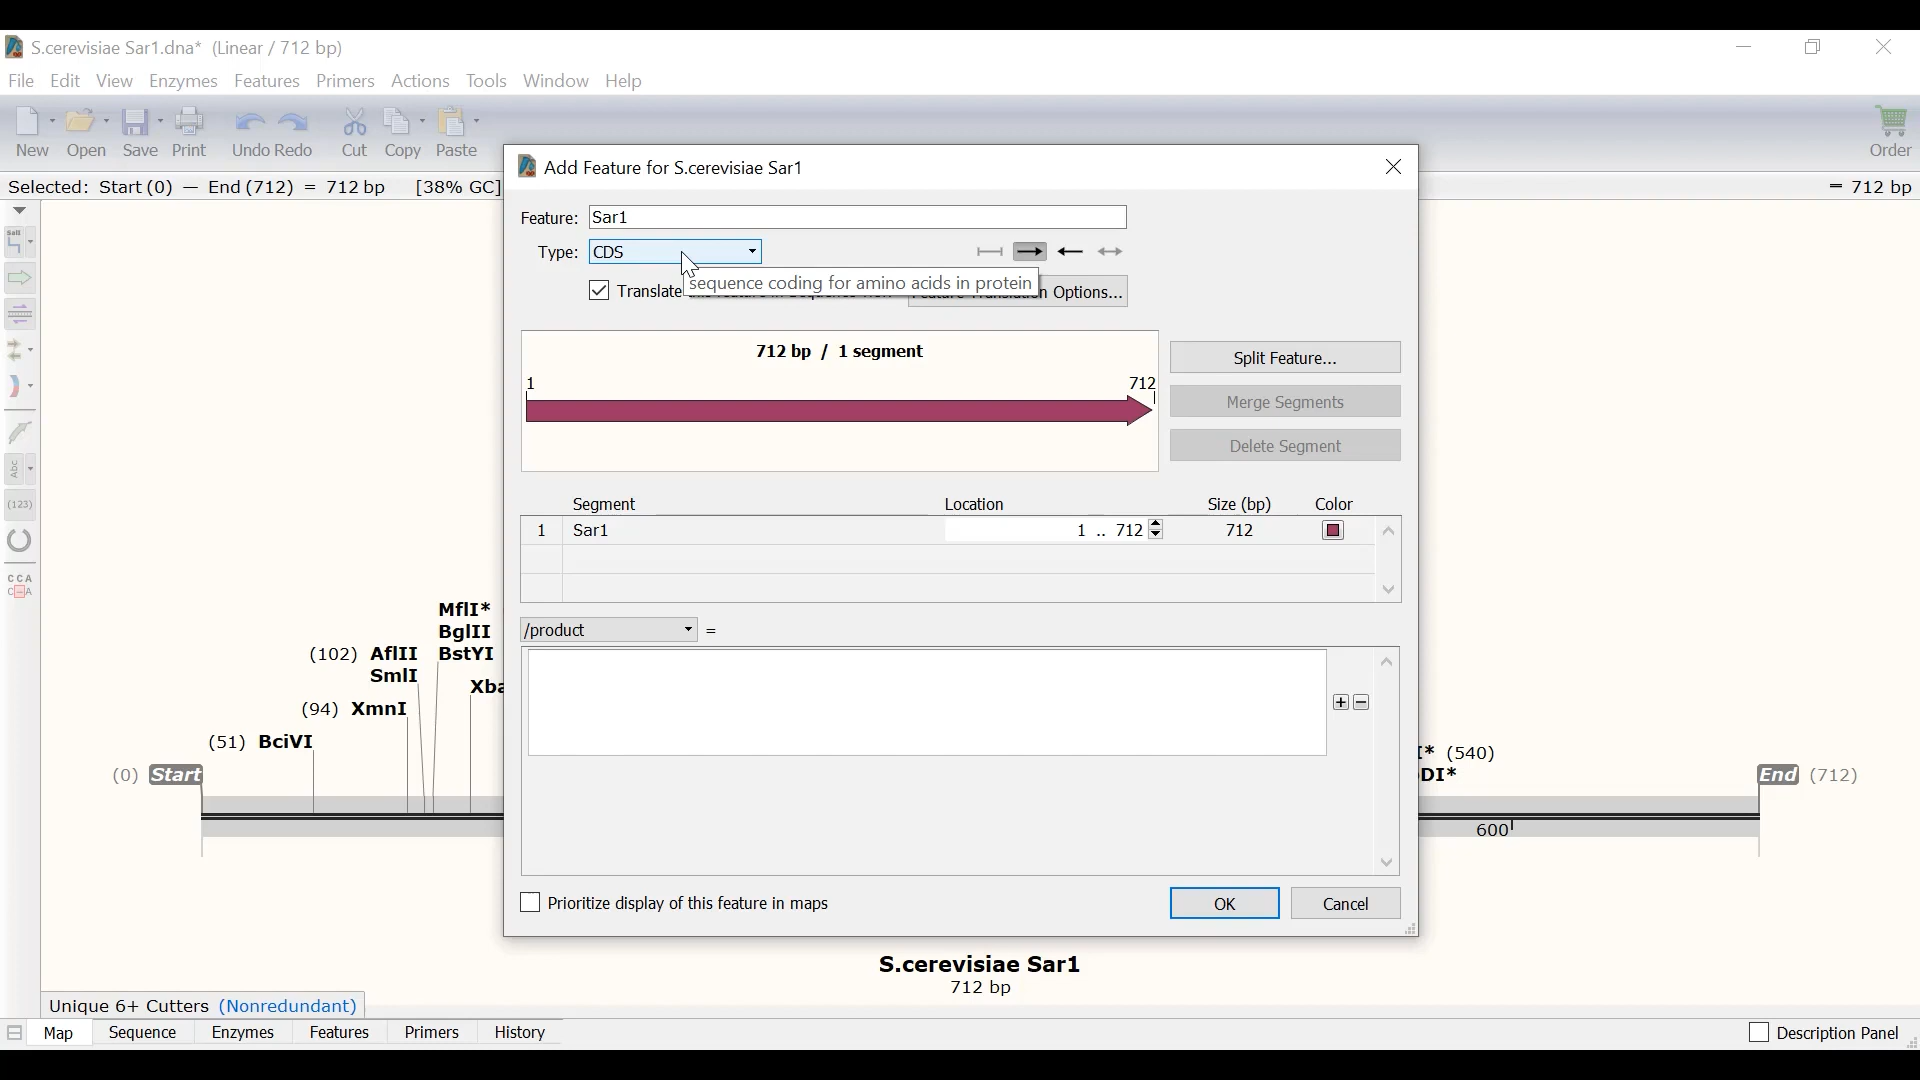 S.cerevisiae Sar1.dna* (Linear / 712 bp)
File Edit View Enzymes Features Primers Actions Tools Window Help
New Open Save Print Undo Redo Cut Copy Paste Order
Selected: Start (0) — End (712) = 712 bp [38% GC] = 712 bp
Add Feature for S.cerevisiae Sar1
Feature: Sar1
Type: CDS
sequence coding for amino acids in protein
Translate Options...
712 bp / 1 segment
1 712
Split Feature...
Merge Segments
Delete Segment
Segment Location Size (bp) Color
1 Sar1 1 .. 712 712
/product =
Prioritize display of this feature in maps
OK Cancel
SalI
Abc
(123)
CCA
C–A
MflI*
BglII
(102) AflII BstYI
SmlI
Xba
(94) XmnI
(51) BciVI
I* (540)
DI*
(0) Start End (712)
600
S.cerevisiae Sar1
712 bp
Unique 6+ Cutters (Nonredundant)
Map Sequence Enzymes Features Primers History Description Panel